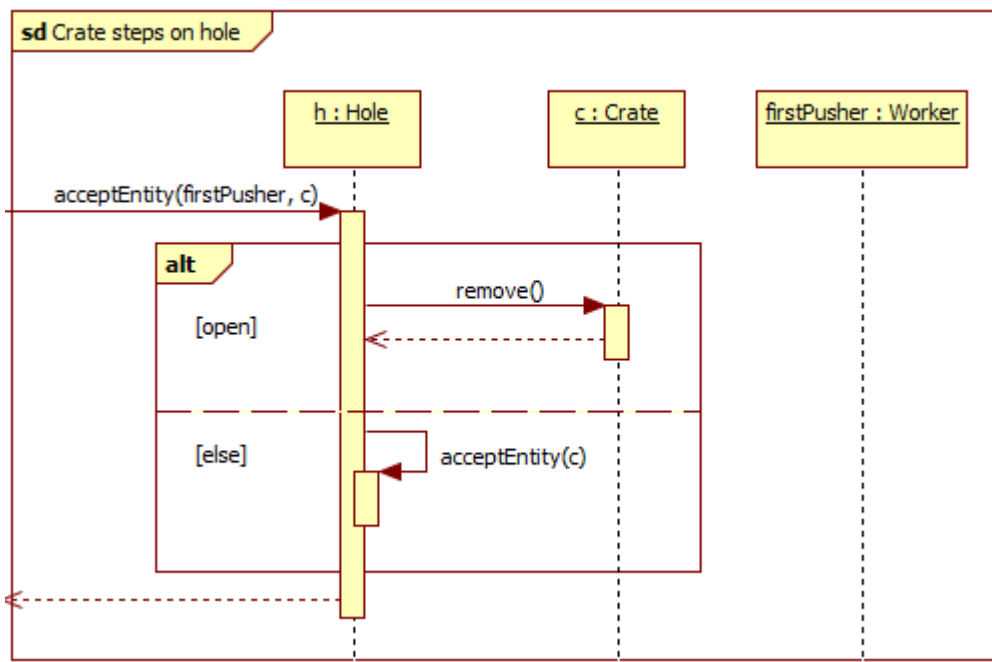 sd Crate steps on hole
h : Hole
c : Crate
firstPusher : Worker
acceptEntity(firstPusher, c)
alt
remove()
[open]
[else]
acceptEntity(c)